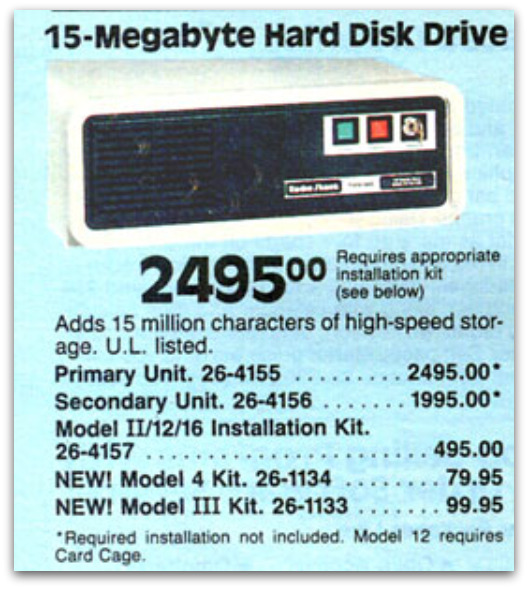 15-Megabyte Hard Disk Drive
Radio Shack
2495⁰⁰
Requires appropriate
installation kit
(see below)
Adds 15 million characters of high-speed stor-
age. U.L. listed.
Primary Unit. 26-4155 ......... 2495.00*
Secondary Unit. 26-4156 ....... 1995.00*
Model II/12/16 Installation Kit.
26-4157 ...................... 495.00
NEW! Model 4 Kit. 26-1134 ........ 79.95
NEW! Model III Kit. 26-1133 ....... 99.95
*Required installation not included. Model 12 requires
Card Cage.